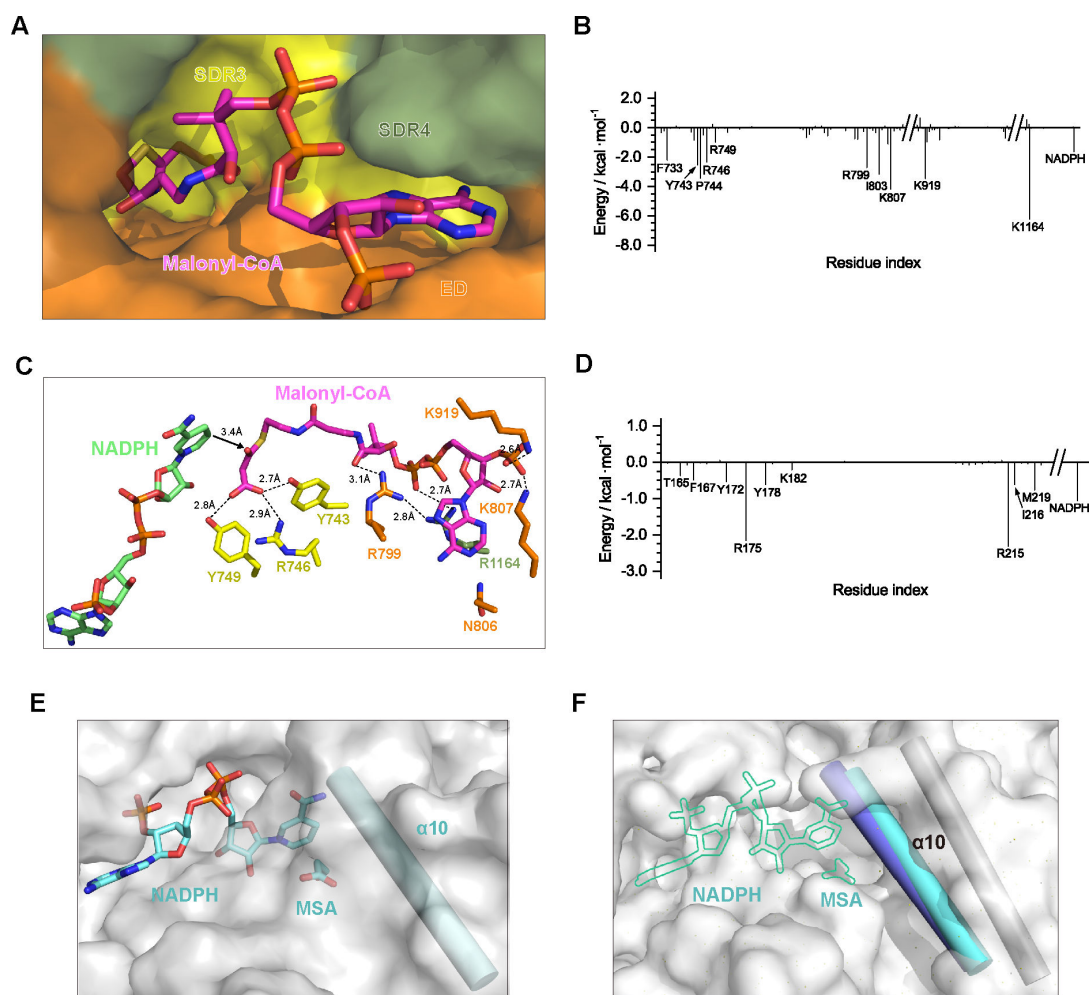 A
SDR3
SDR4
Malonyl-CoA
ED
B
Energy / kcal·mol-1
2.0
0.0
-2.0
-4.0
-6.0
-8.0
F733
Y743
P744
R746
R749
R799
I803
K807
K919
K1164
NADPH
Residue index
C
Malonyl-CoA
NADPH
K919
3.4Å
2.6Å
2.7Å
2.8Å
2.7Å
2.9Å
3.1Å
2.7Å
2.8Å
Y743
K807
R799
R1164
Y749
R746
N806
D
Energy / kcal·mol-1
1.0
0.0
-1.0
-2.0
-3.0
T165
F167
Y172
R175
Y178
K182
R215
I216
M219
NADPH
Residue index
E
α10
NADPH
MSA
F
α10
NADPH
MSA